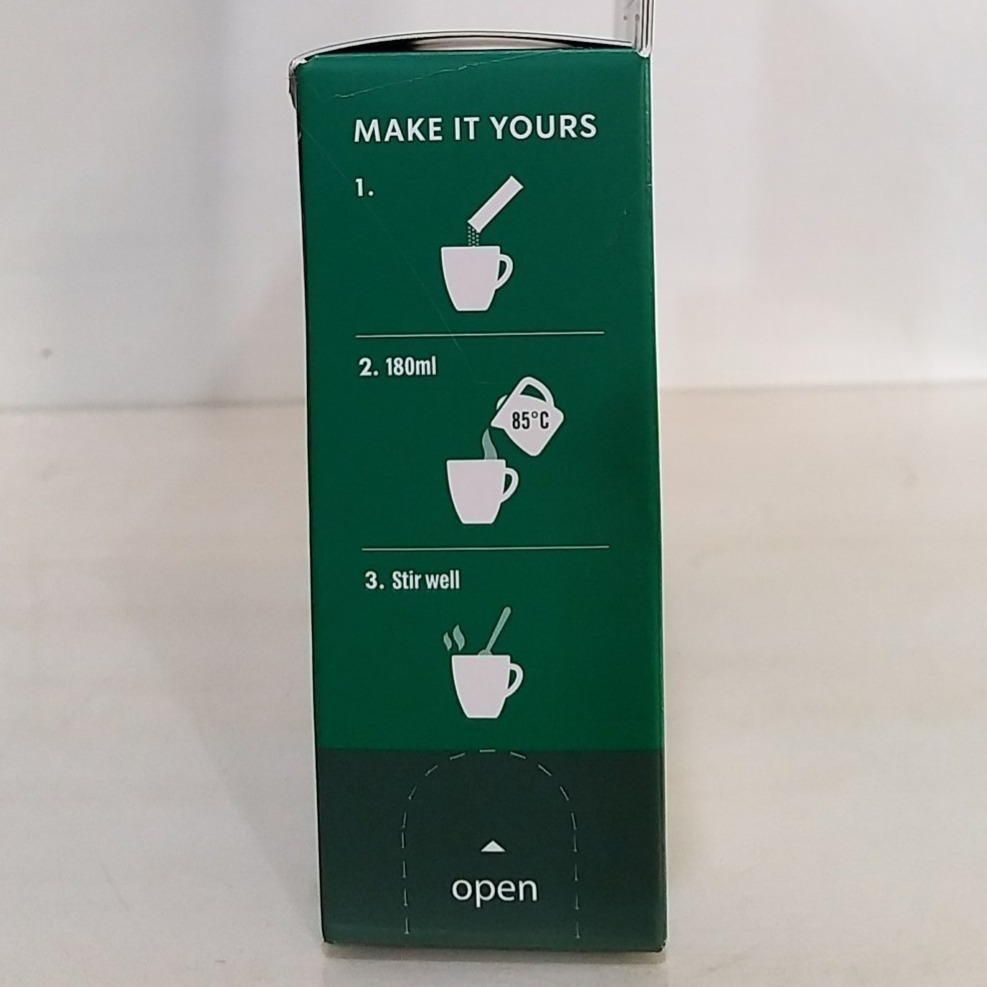 MAKE IT YOURS
1.
2. 180ml
85°C
3. Stir well
open